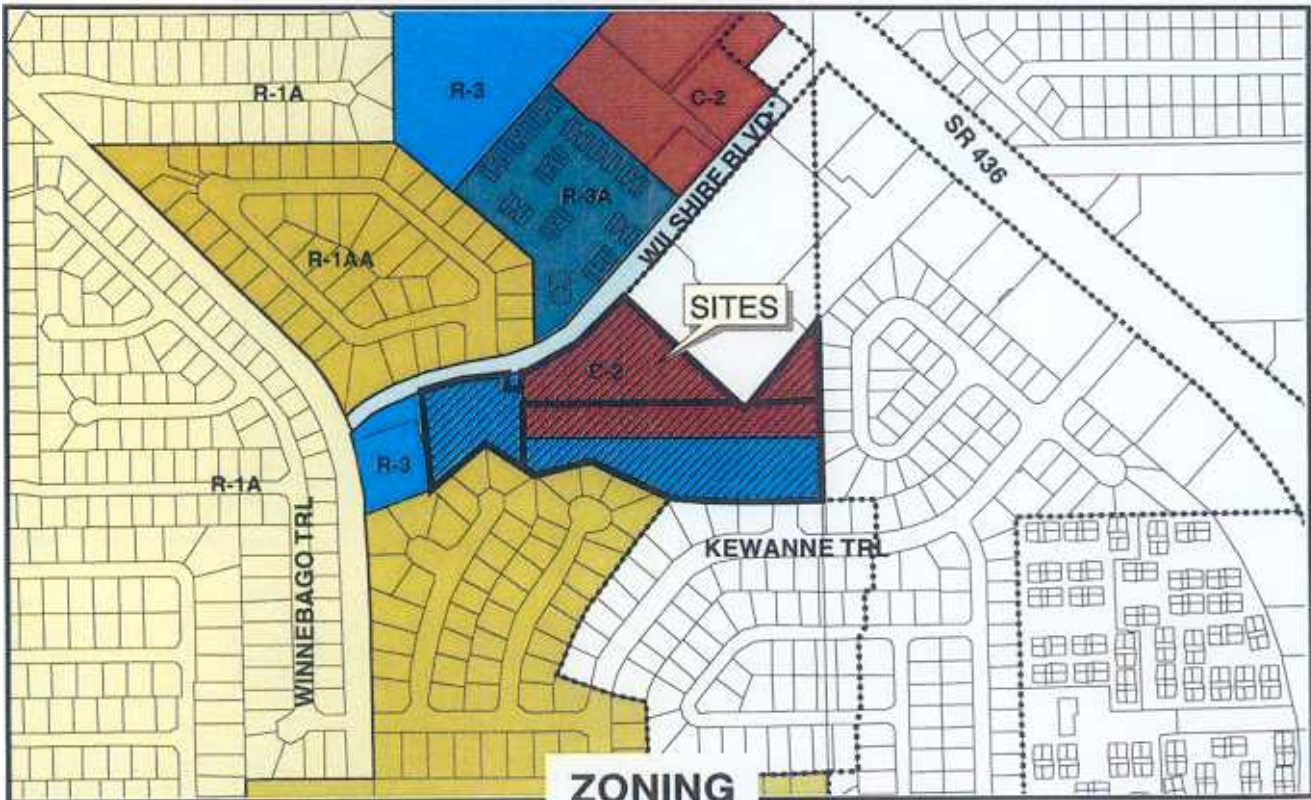 R-1A
R-3
C-2
SR 436
R-3A
WILSHIRE BLVD.
R-1AA
SITES
C-2
R-3
R-1A
WINNEBAGO TRL
KEWANNE TRL
ZONING